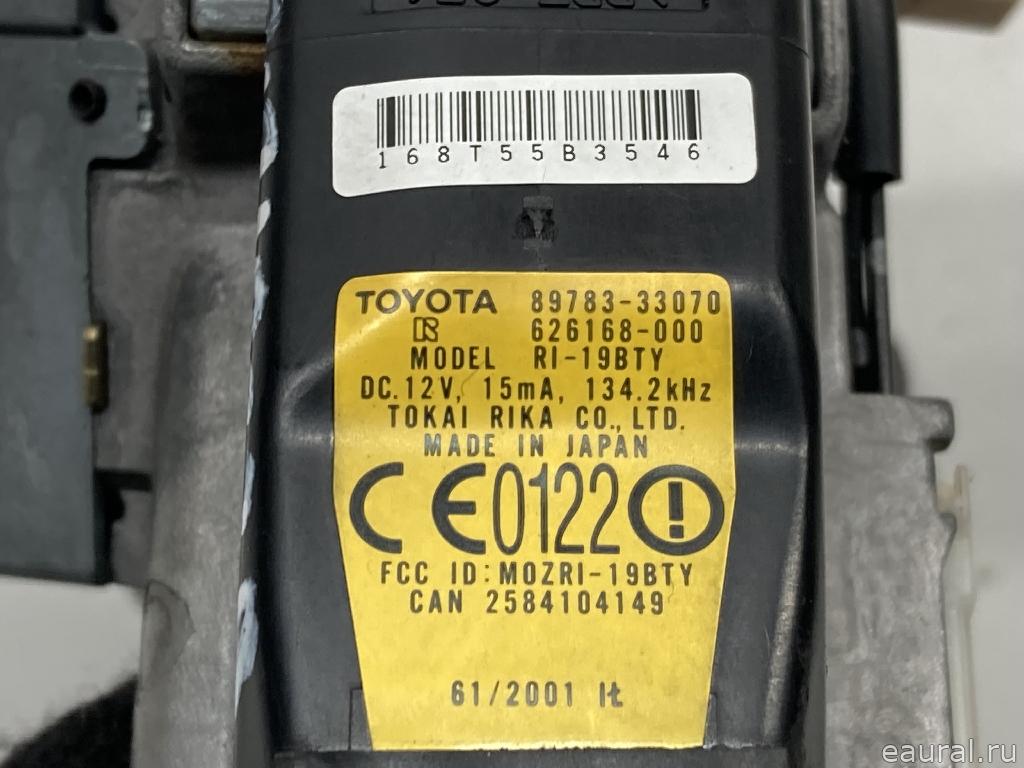 168T55B3546
TOYOTA 89783-33070
626168-000
MODEL RI-19BTY
DC.12V, 15mA, 134.2kHz
TOKAI RIKA CO.,LTD.
MADE IN JAPAN
CE0122
FCC ID:MOZRI-19BTY
CAN 2584104149
61/2001 IŁ
eaural.ru